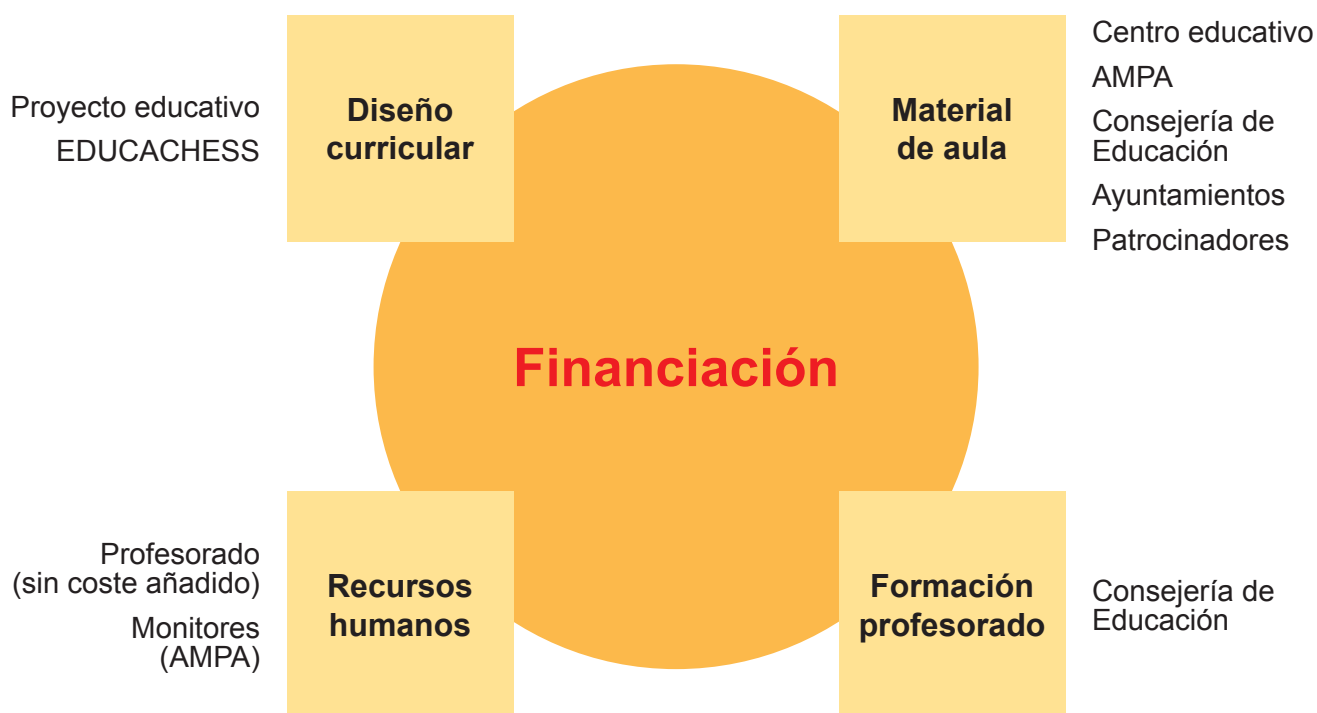 Proyecto educativo
EDUCACHESS
Diseño
curricular
Material
de aula
Centro educativo
AMPA
Consejería de
Educación
Ayuntamientos
Patrocinadores
Financiación
Profesorado
(sin coste añadido)
Monitores
(AMPA)
Recursos
humanos
Formación
profesorado
Consejería de
Educación